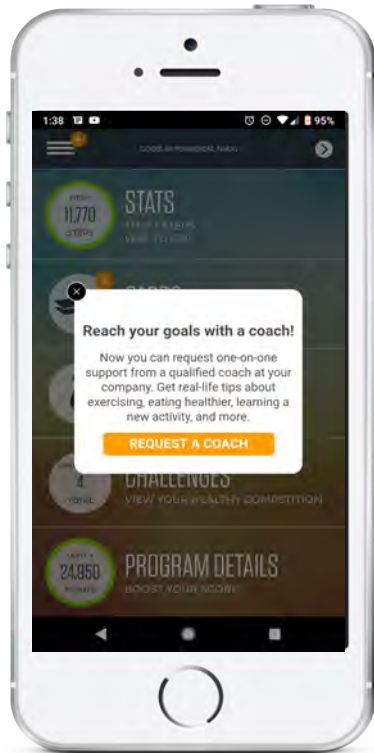 1:38
95%
11,770
STATS
Reach your goals with a coach!
Now you can request one-on-one
support from a qualified coach at your
company. Get real-life tips about
exercising, eating healthier, learning a
new activity, and more.
REQUEST A COACH
CHALLENGES
4
VIEW YOUR HEALTHY COMPETITION
24,950
PROGRAM DETAILS
BOOST YOUR SCORE